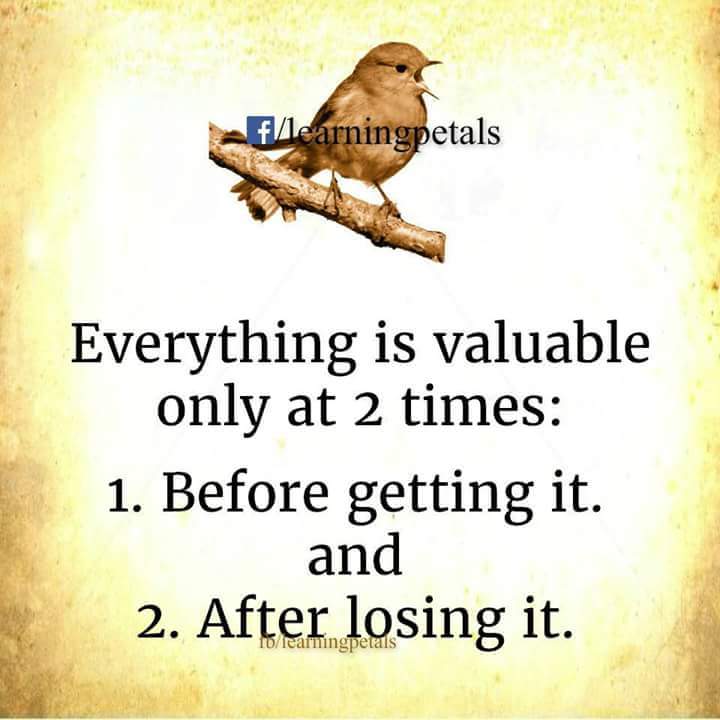 f/learningpetals
Everything is valuable
only at 2 times:
1. Before getting it.
and
2. After losing it.
fb/learningpetals